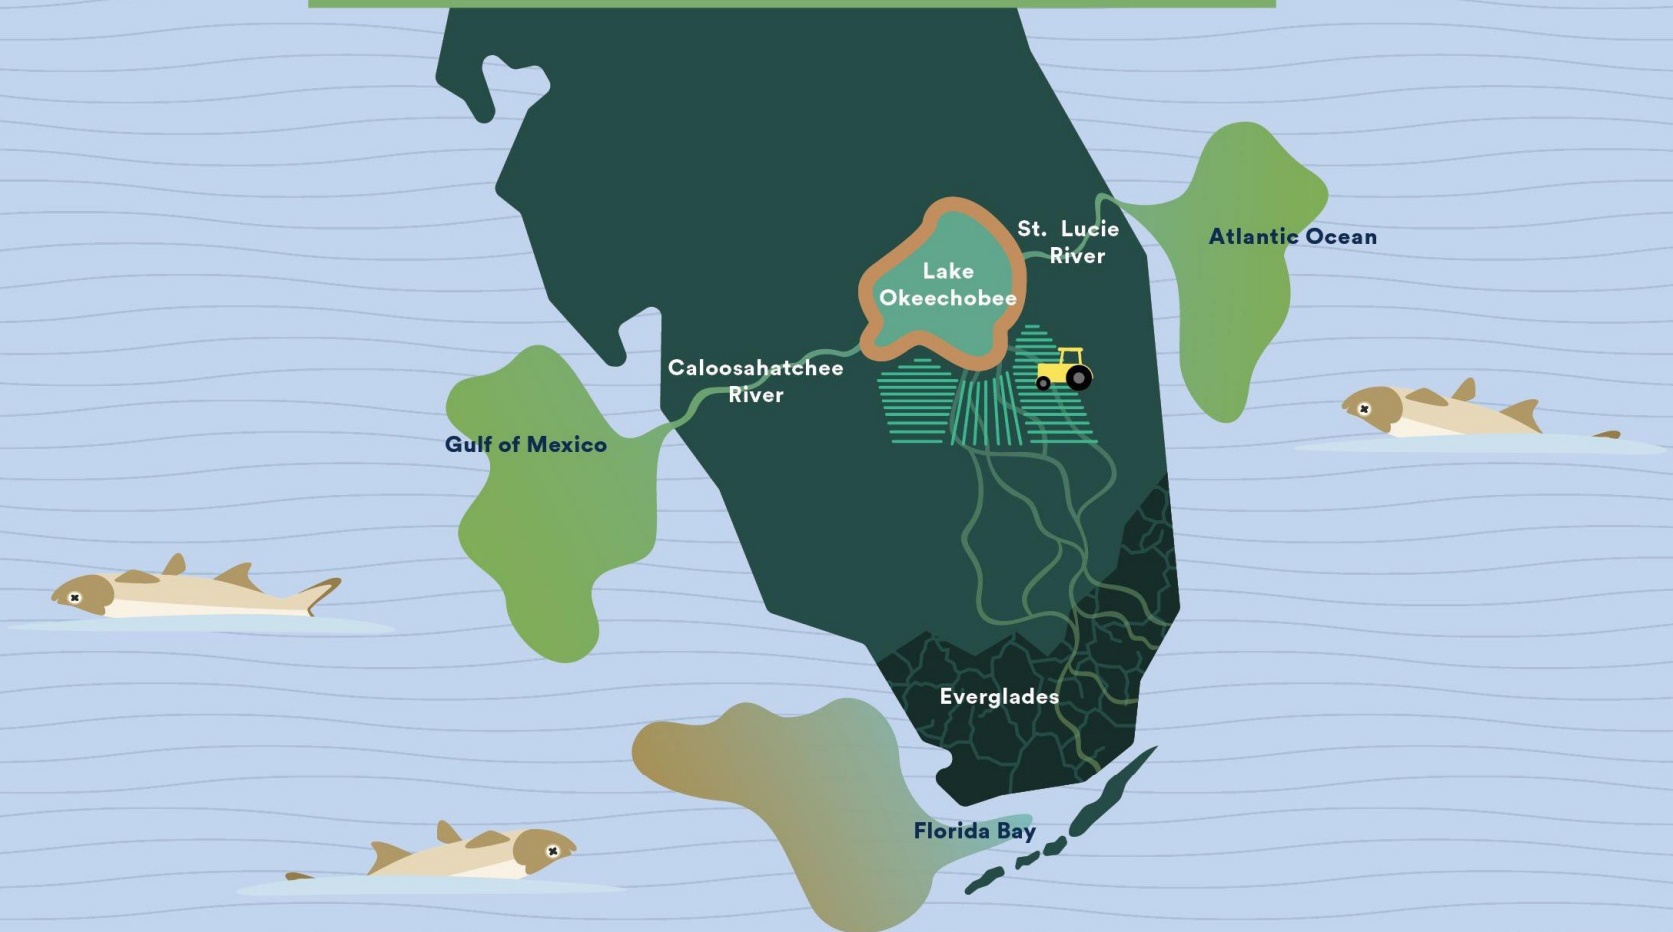 St. Lucie
River
Atlantic Ocean
Lake
Okeechobee
Caloosahatchee
River
Gulf of Mexico
Everglades
Florida Bay